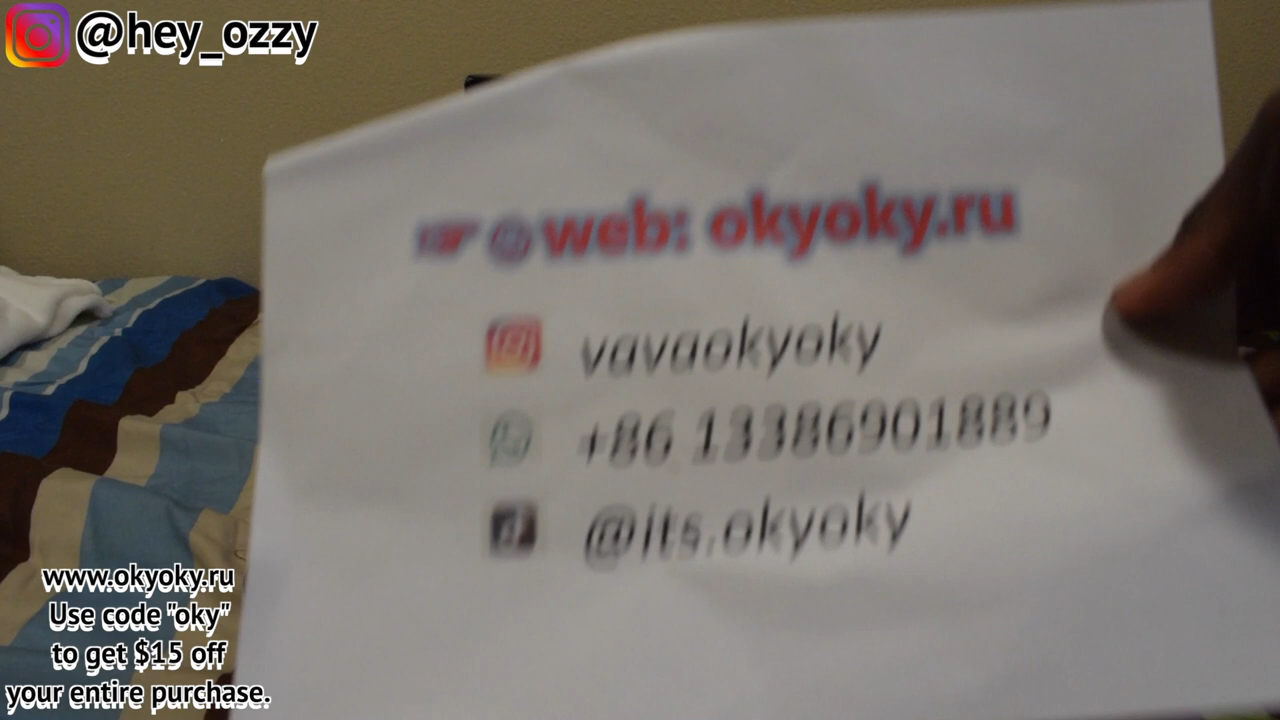 @hey_ozzy
web: okyoky.ru
vavaokyoky
+86 13386901889
@its.okyoky
www.okyoky.ru
Use code "oky"
to get $15 off
your entire purchase.